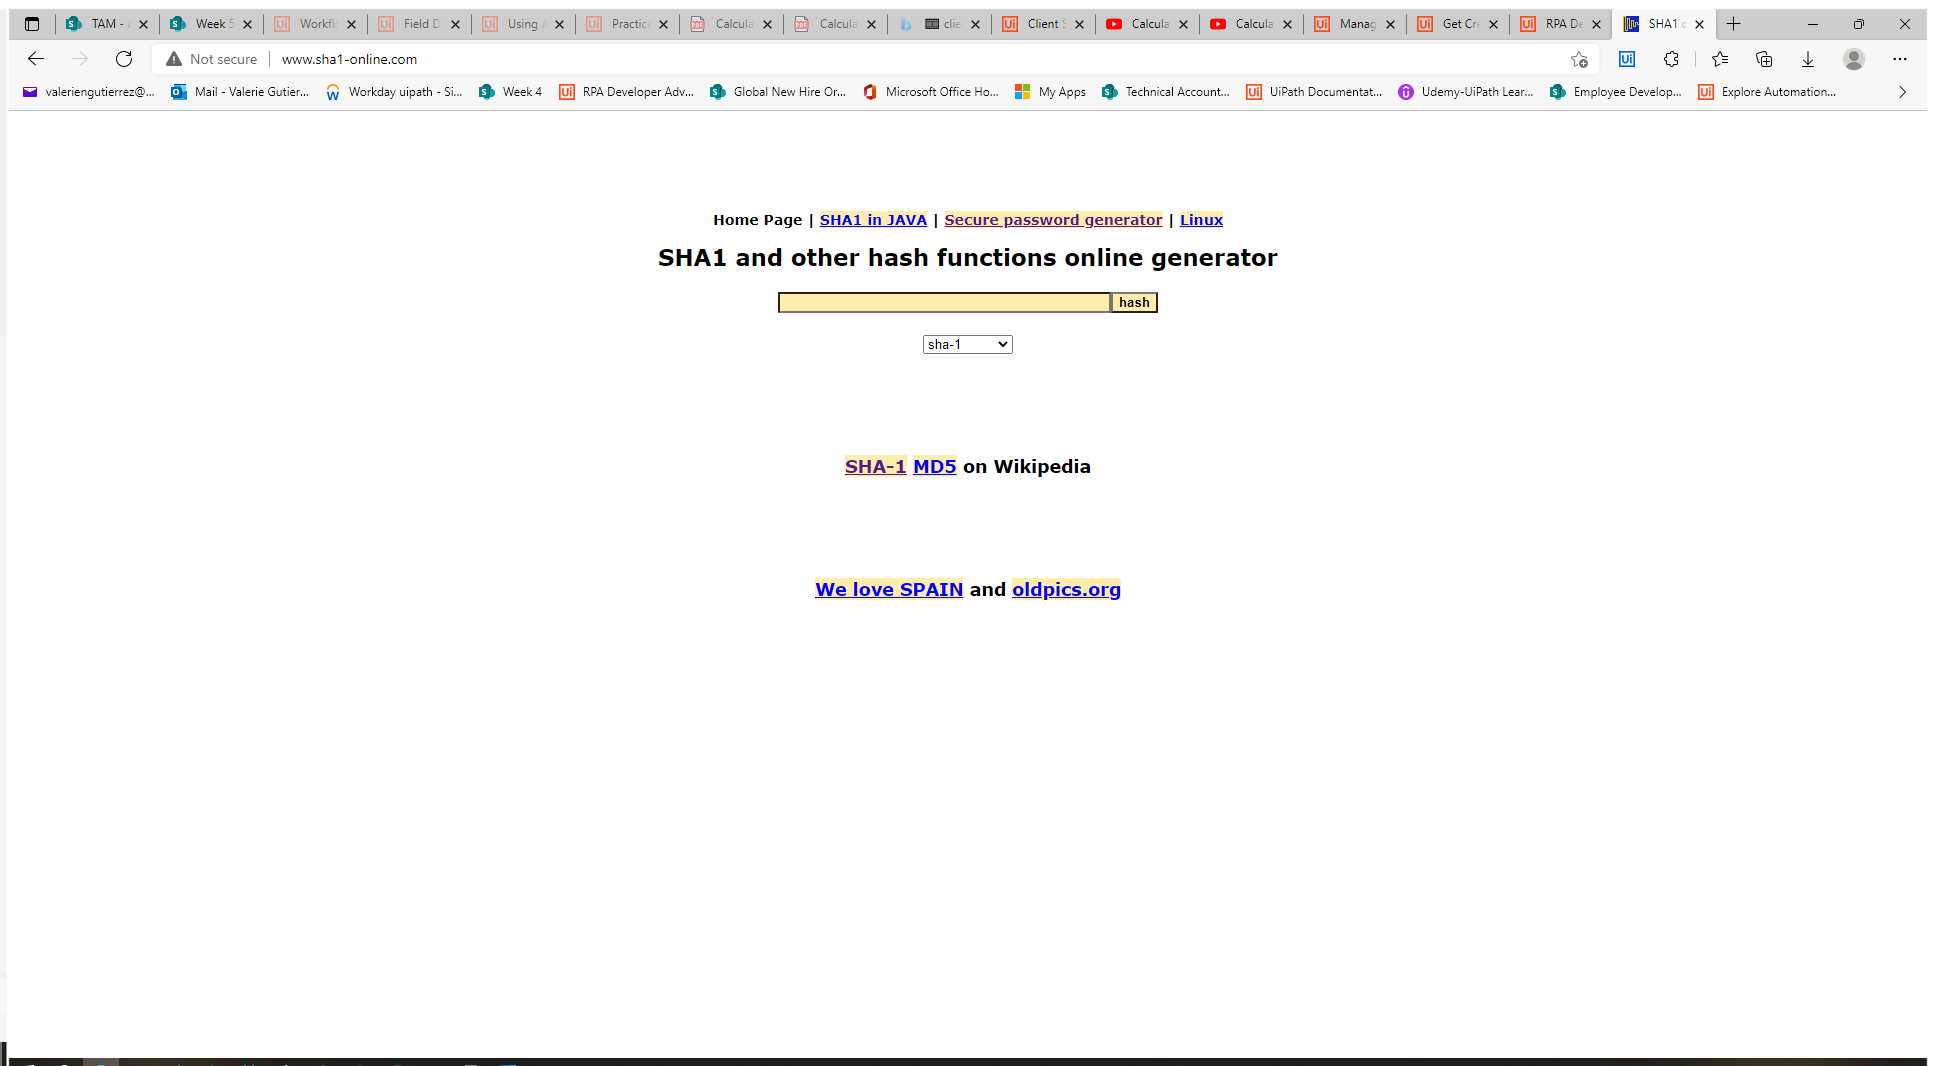 TAM - Week 5 Workflo Field D Using A Practice Calcula Calcula clie Client S Calcula Calcula Manag Get Cre RPA De SHA1 o
Not secure www.sha1-online.com
valeriengutierrez@... Mail - Valerie Gutier... Workday uipath - Si... Week 4 RPA Developer Adv... Global New Hire Or... Microsoft Office Ho... My Apps Technical Account... UiPath Documentat... Udemy-UiPath Lear... Employee Develop... Explore Automation...
Home Page | SHA1 in JAVA | Secure password generator | Linux
SHA1 and other hash functions online generator
hash
sha-1
SHA-1 MD5 on Wikipedia
We love SPAIN and oldpics.org